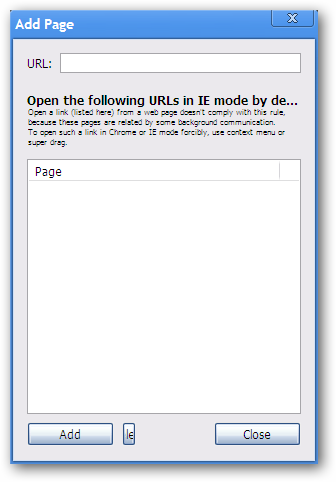 Add Page
URL:
Open the following URLs in IE mode by de...
Open a link (listed here) from a web page doesn't comply with this rule,
because these pages are related by some background communication.
To open such a link in Chrome or IE mode forcibly, use context menu or
super drag.
Page
Add le Close